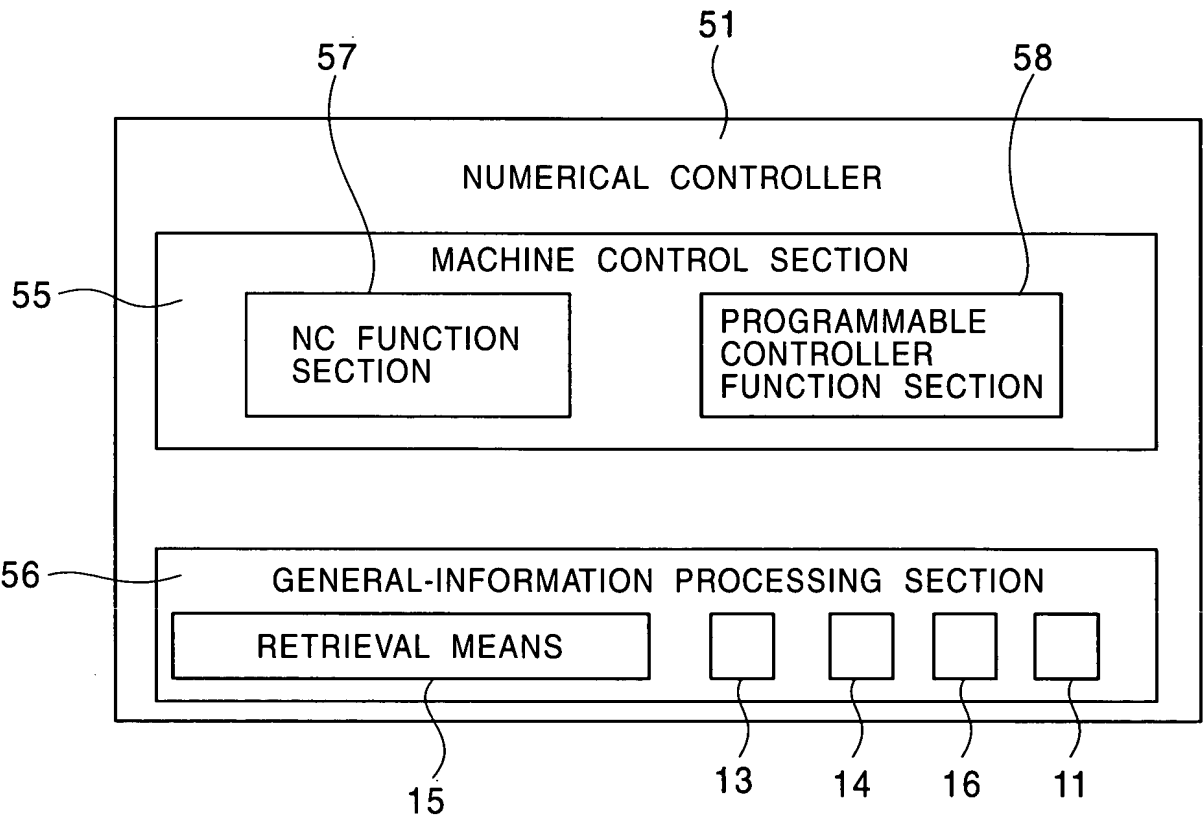 51
57
58
NUMERICAL CONTROLLER
MACHINE CONTROL SECTION
55
NC FUNCTION
SECTION
PROGRAMMABLE
CONTROLLER
FUNCTION SECTION
56
GENERAL-INFORMATION PROCESSING SECTION
RETRIEVAL MEANS
15
13
14
16
11